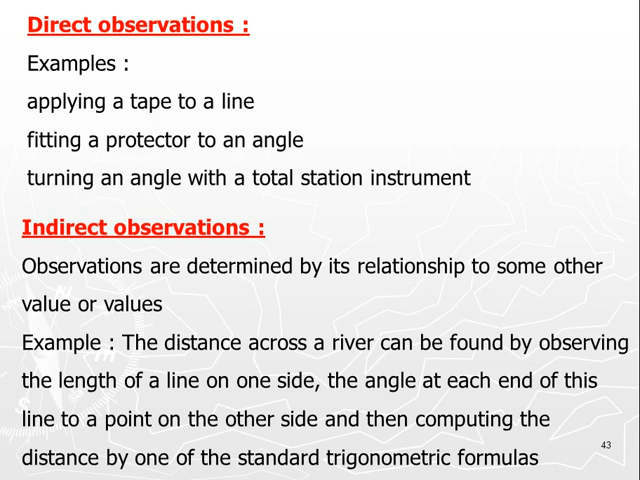 Direct observations :
Examples :
applying a tape to a line
fitting a protector to an angle
turning an angle with a total station instrument
Indirect observations :
Observations are determined by its relationship to some other
value or values
Example : The distance across a river can be found by observing
the length of a line on one side, the angle at each end of this
line to a point on the other side and then computing the
distance by one of the standard trigonometric formulas
43